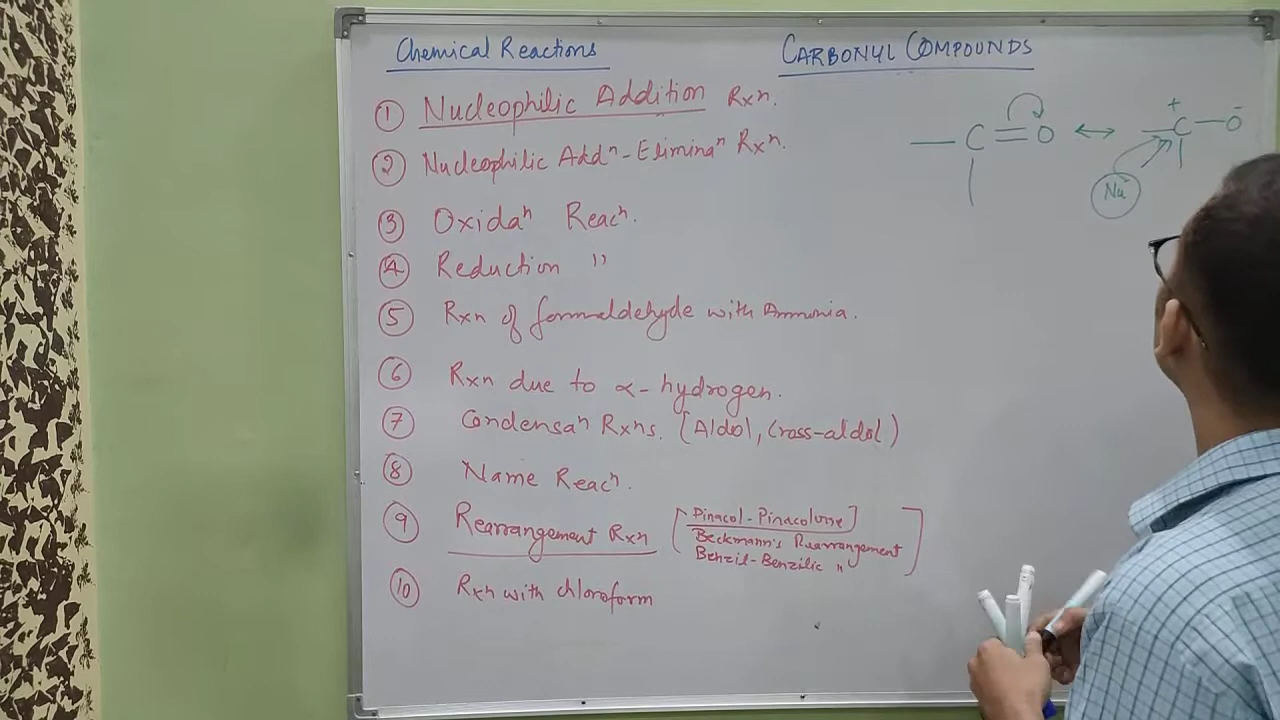 Chemical Reactions
CARBONYL COMPOUNDS
① Nucleophilic Addition Rxn.
② Nucleophilic Addⁿ-Eliminaⁿ Rxⁿ.
③ Oxidaⁿ Reacⁿ.
④ Reduction "
⑤ Rxn of formaldehyde with Ammonia.
⑥ Rxn due to α-hydrogen.
⑦ Condensaⁿ Rxns. [Aldol, Cross-aldol)
⑧ Name Reacⁿ.
⑨ Rearrangement Rxn [Pinacol-Pinacolone]
Beckmann's Rearrangement
Benzil-Benzilic "]
⑩ Rxn with chloroform
—C=O ↔ —C⁺—O⁻
Nu